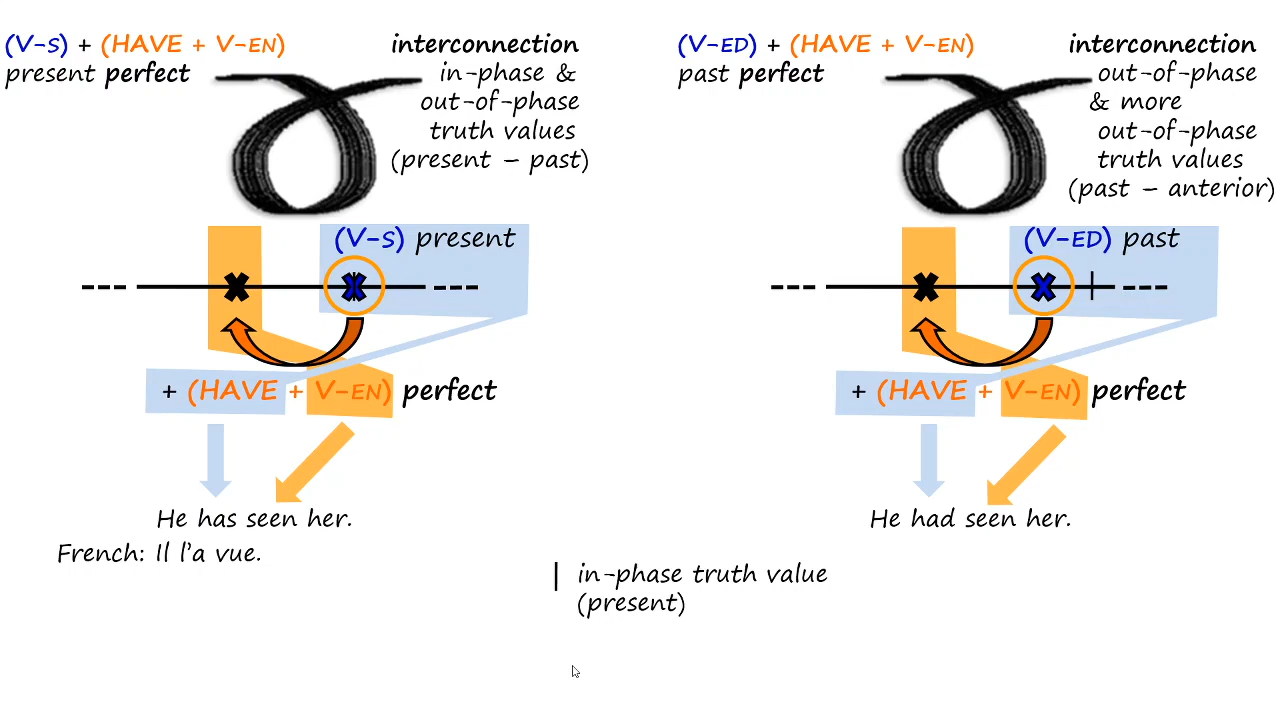 (V-S) + (HAVE + V-EN)
present perfect
interconnection
in-phase &
out-of-phase
truth values
(present – past)
(V-S) present
+ (HAVE + V-EN) perfect
He has seen her.
French: Il l'a vue.
(V-ED) + (HAVE + V-EN)
past perfect
interconnection
out-of-phase
& more
out-of-phase
truth values
(past – anterior)
(V-ED) past
+ (HAVE + V-EN) perfect
He had seen her.
| in-phase truth value
(present)